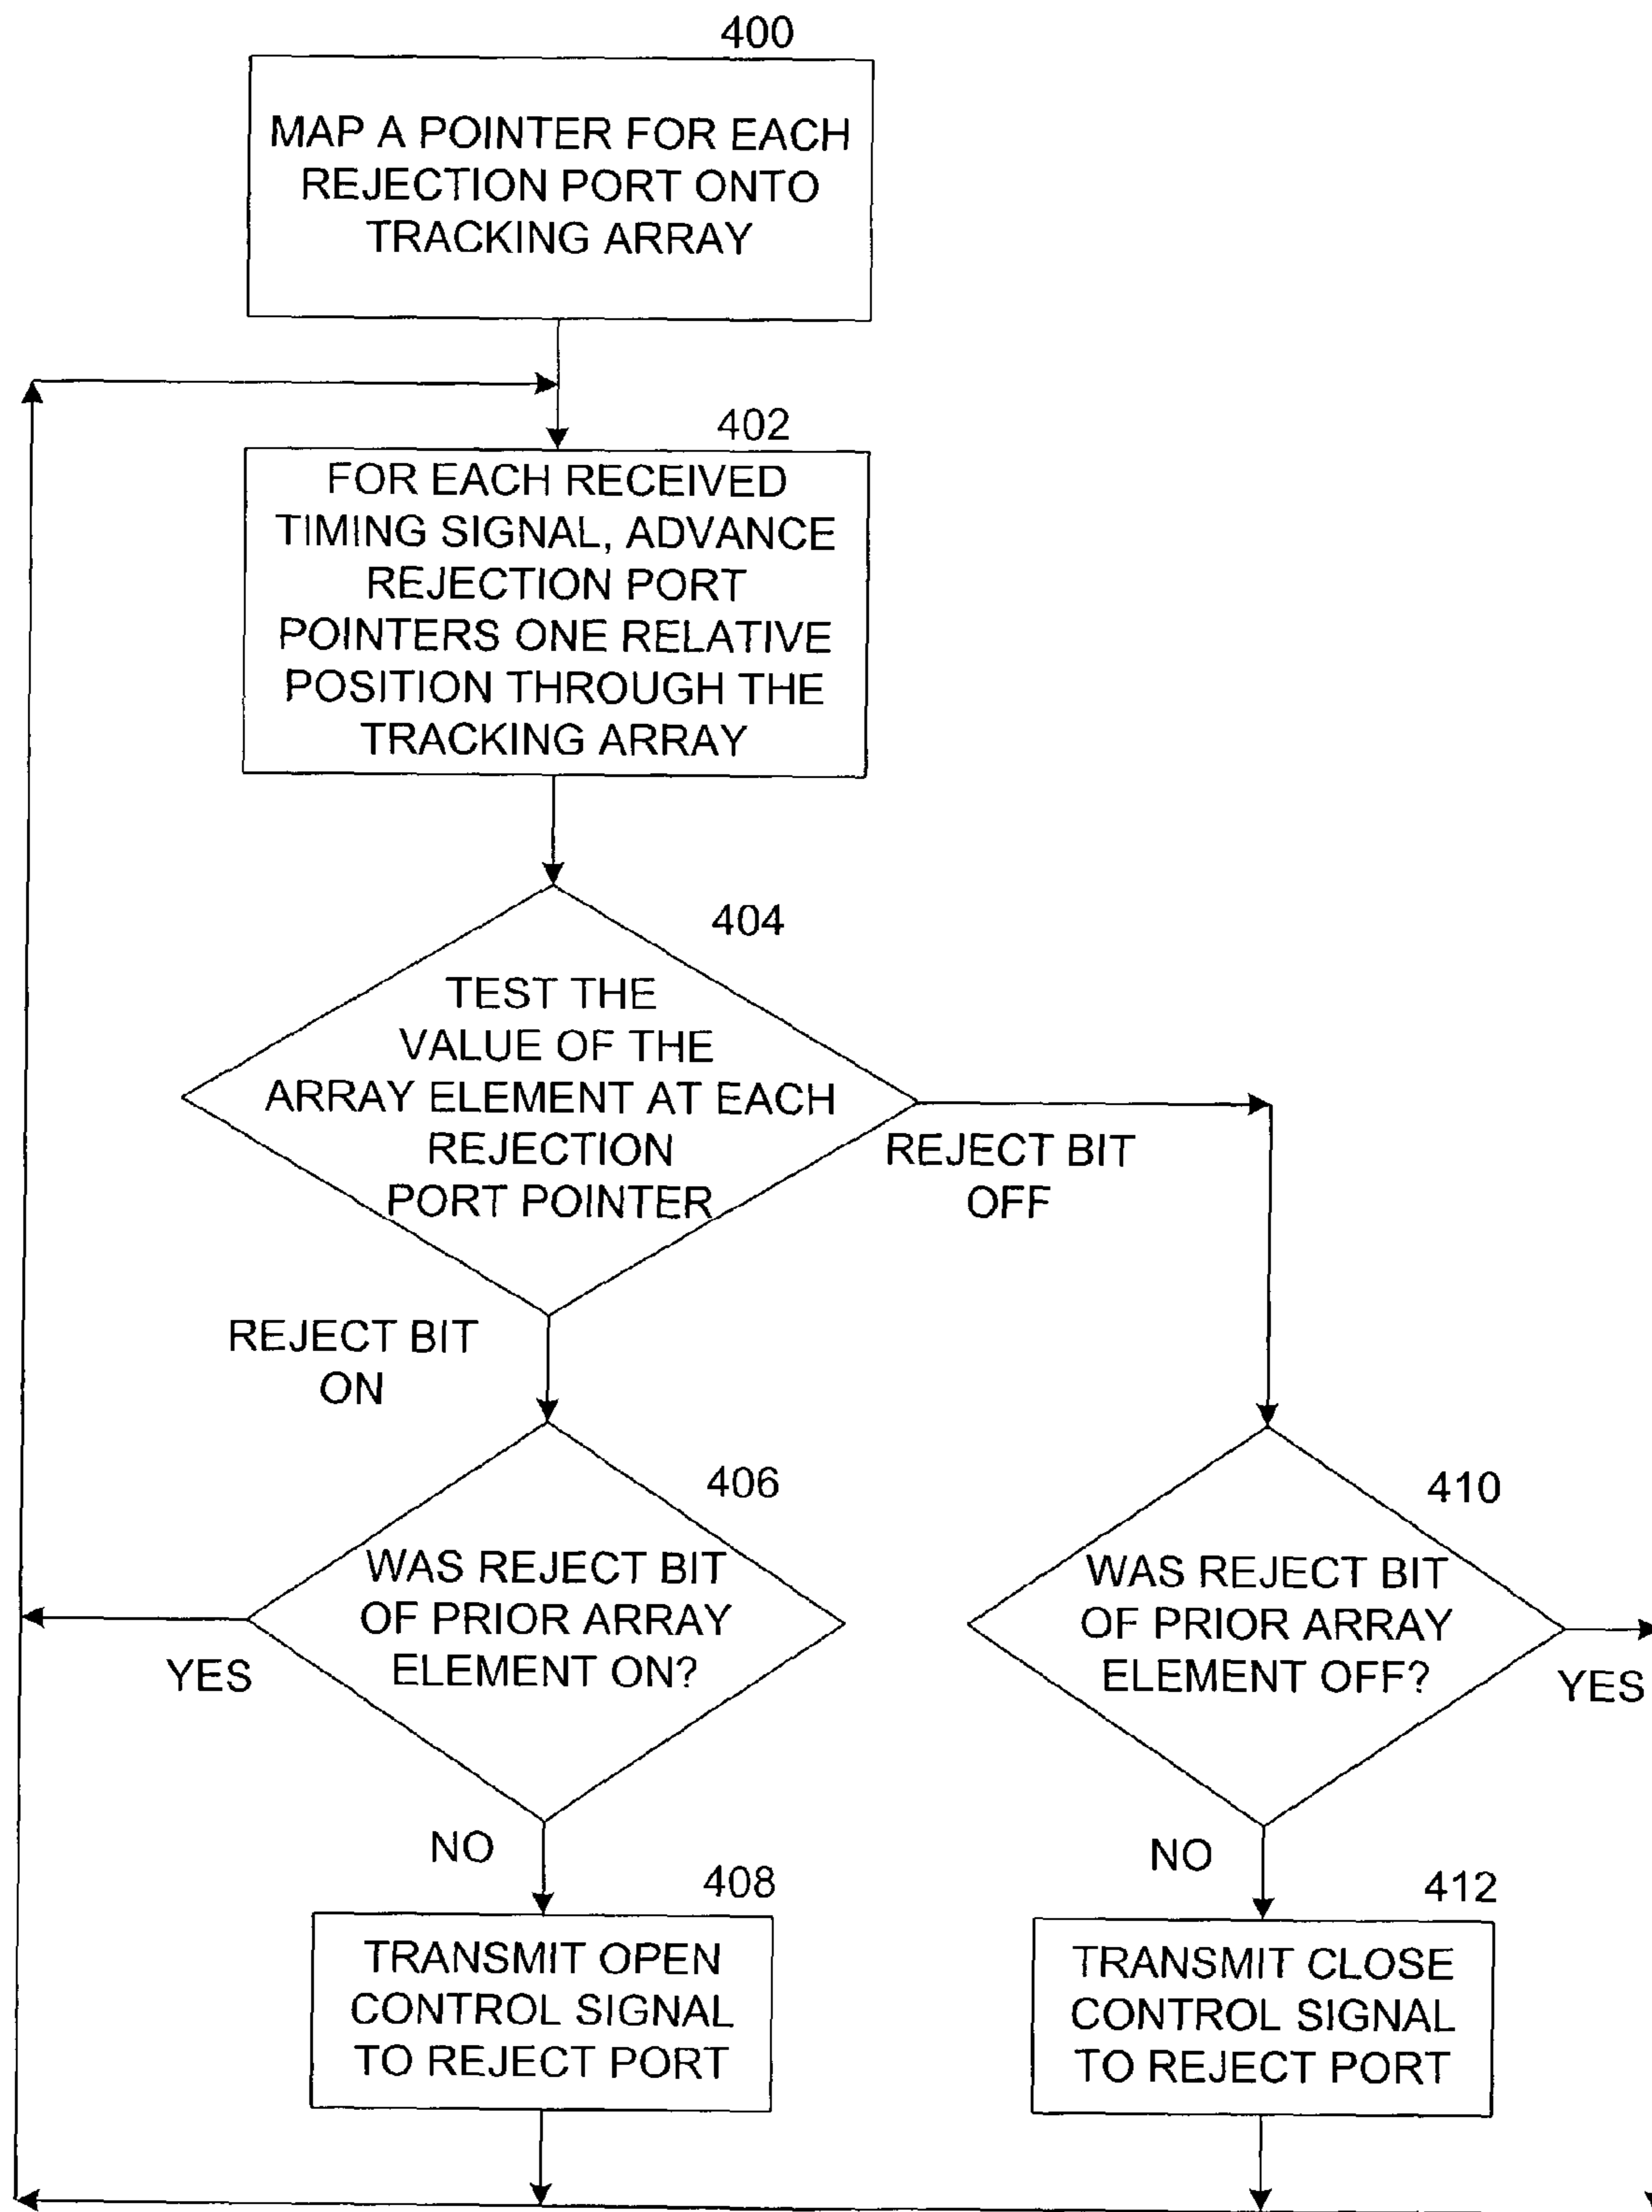 400
MAP A POINTER FOR EACH
REJECTION PORT ONTO
TRACKING ARRAY
402
FOR EACH RECEIVED
TIMING SIGNAL, ADVANCE
REJECTION PORT
POINTERS ONE RELATIVE
POSITION THROUGH THE
TRACKING ARRAY
404
TEST THE
VALUE OF THE
ARRAY ELEMENT AT EACH
REJECTION
PORT POINTER
REJECT BIT
OFF
REJECT BIT
ON
406
WAS REJECT BIT
OF PRIOR ARRAY
ELEMENT ON?
YES
NO
410
WAS REJECT BIT
OF PRIOR ARRAY
ELEMENT OFF?
YES
NO
408
TRANSMIT OPEN
CONTROL SIGNAL
TO REJECT PORT
412
TRANSMIT CLOSE
CONTROL SIGNAL
TO REJECT PORT